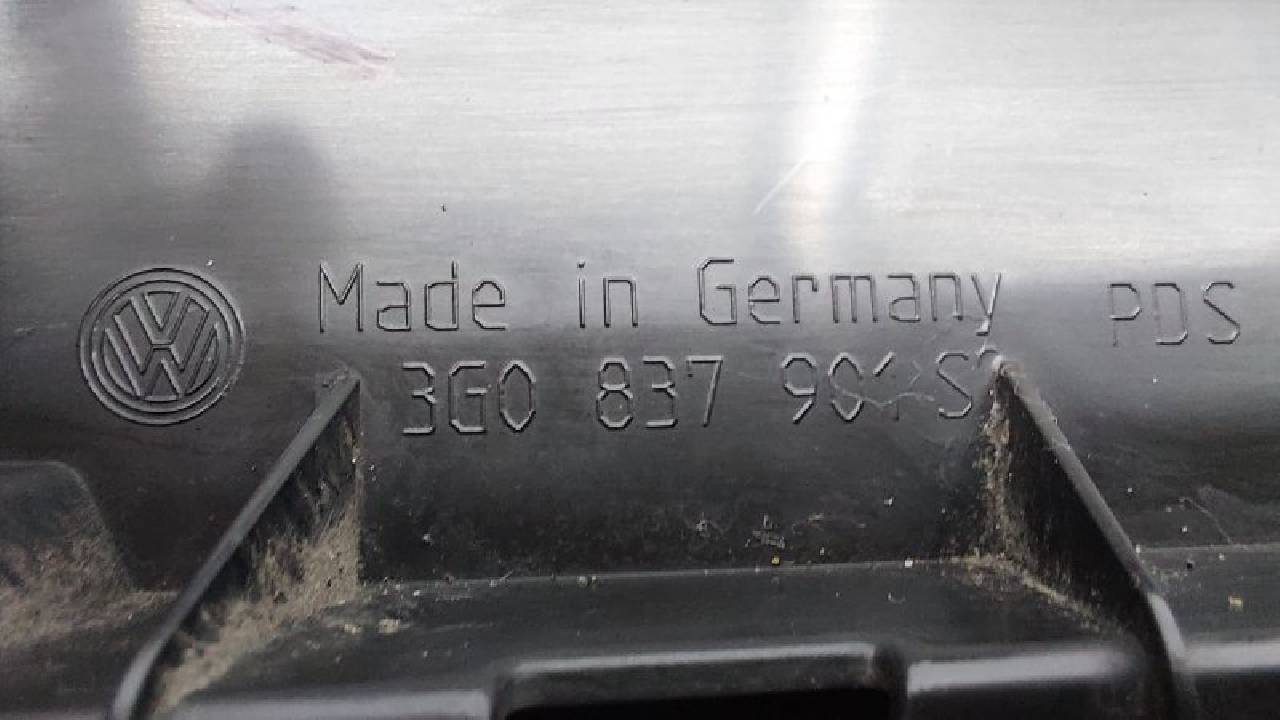 Made in Germany PDS
3G0 837